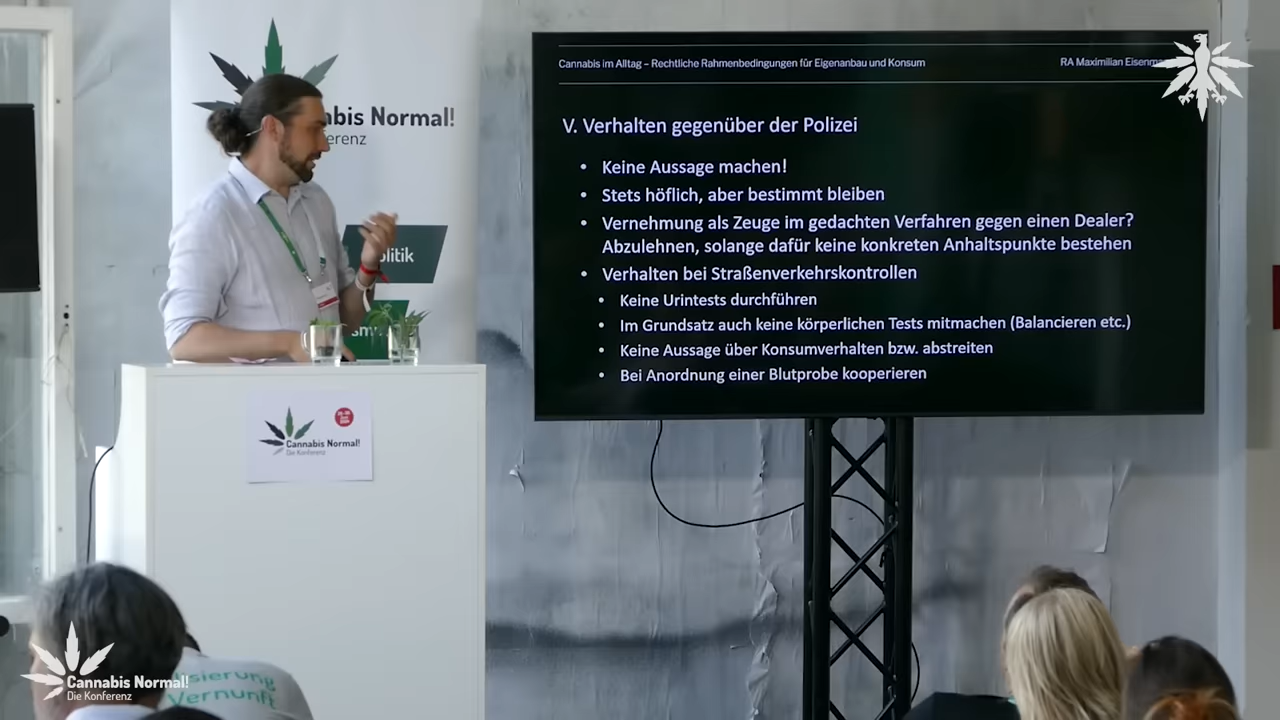 Cannabis im Alltag – Rechtliche Rahmenbedingungen für Eigenanbau und Konsum
RA Maximilian
V. Verhalten gegenüber der Polizei
• Keine Aussage machen!
• Stets höflich, aber bestimmt bleiben
• Vernehmung als Zeuge im gedachten Verfahren gegen einen Dealer?
Abzulehnen, solange dafür keine konkreten Anhaltspunkte bestehen
• Verhalten bei Straßenverkehrskontrollen
• Keine Urintests durchführen
• Im Grundsatz auch keine körperlichen Tests mitmachen (Balancieren etc.)
• Keine Aussage über Konsumverhalten bzw. abstreiten
• Bei Anordnung einer Blutprobe kooperieren
Normal!
Cannabis Normal!
Die Konferenz
Vernunft
Cannabis Normal!
Die Konferenz